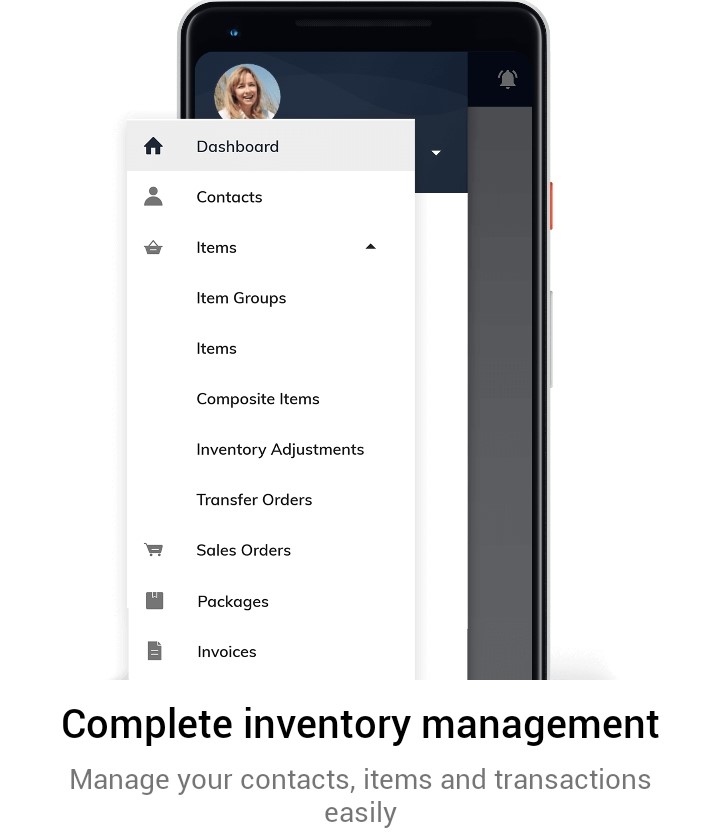 Dashboard
Contacts
Items
Item Groups
Items
Composite Items
Inventory Adjustments
Transfer Orders
Sales Orders
Packages
Invoices
Complete inventory management
Manage your contacts, items and transactions
easily